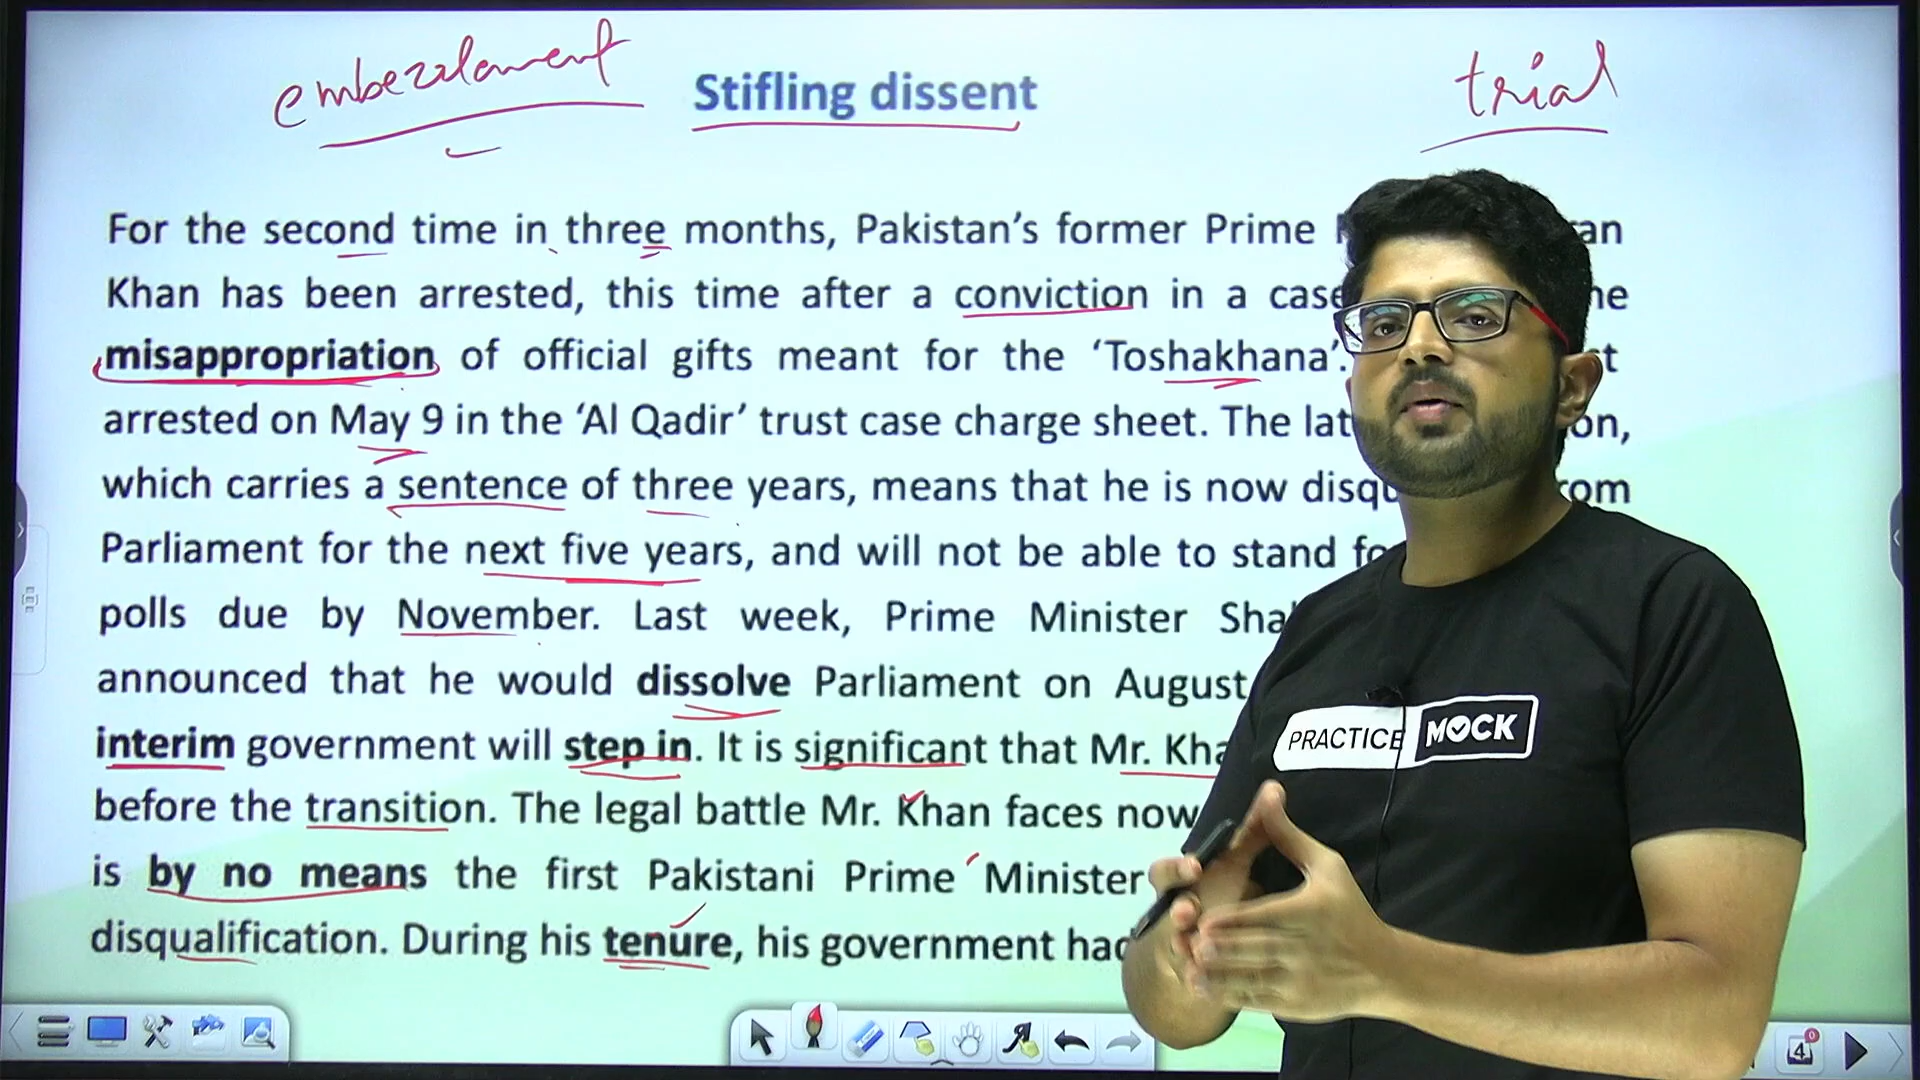 embezzlement
Stifling dissent
trial
For the second time in three months, Pakistan's former Prime
Khan has been arrested, this time after a conviction in a case
misappropriation of official gifts meant for the 'Toshakhana'.
arrested on May 9 in the 'Al Qadir' trust case charge sheet. The
which carries a sentence of three years, means that he is now
Parliament for the next five years, and will not be able to stand
polls due by November. Last week, Prime Minister
announced that he would dissolve Parliament on August
interim government will step in. It is significant that Mr.
before the transition. The legal battle Mr. Khan faces now
is by no means the first Pakistani Prime Minister
disqualification. During his tenure, his government had
PRACTICE MOCK
4